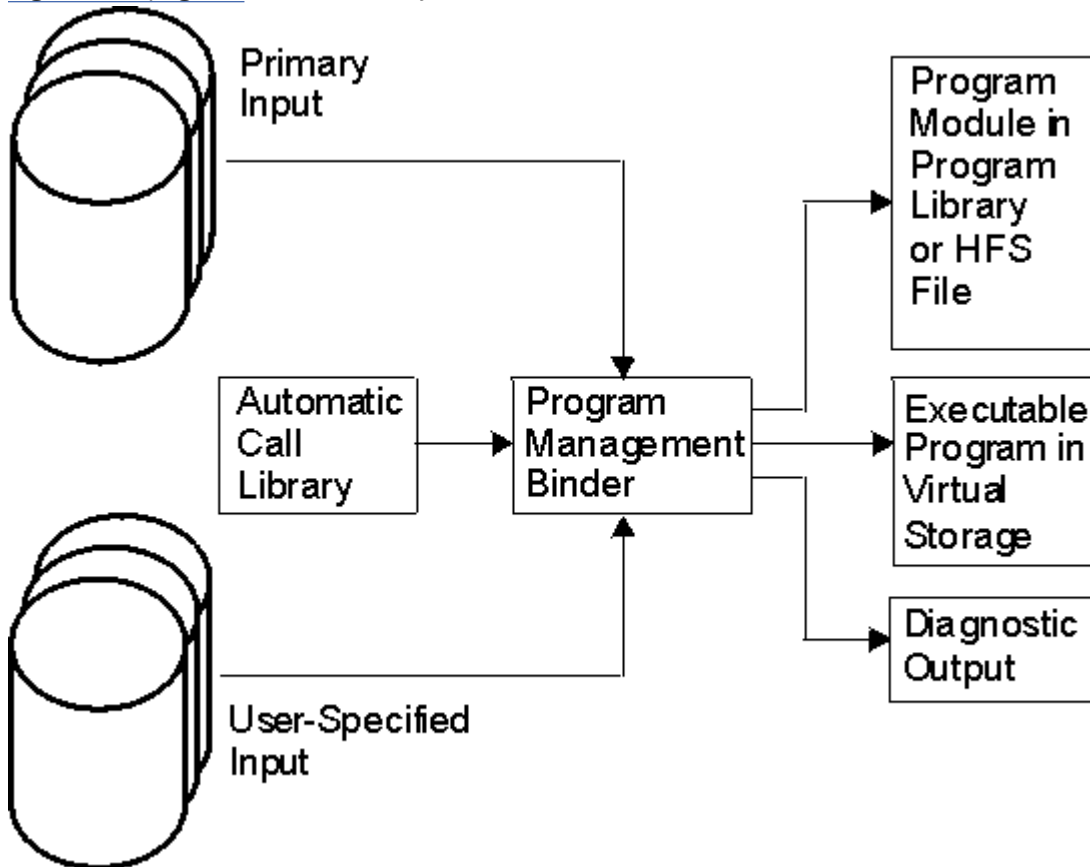 Primary
Input
Program
Module in
Program
Library
or HFS
File
Automatic
Call
Library
Program
Management
Binder
Executable
Program in
Virtual
Storage
Diagnostic
Output
User-Specified
Input